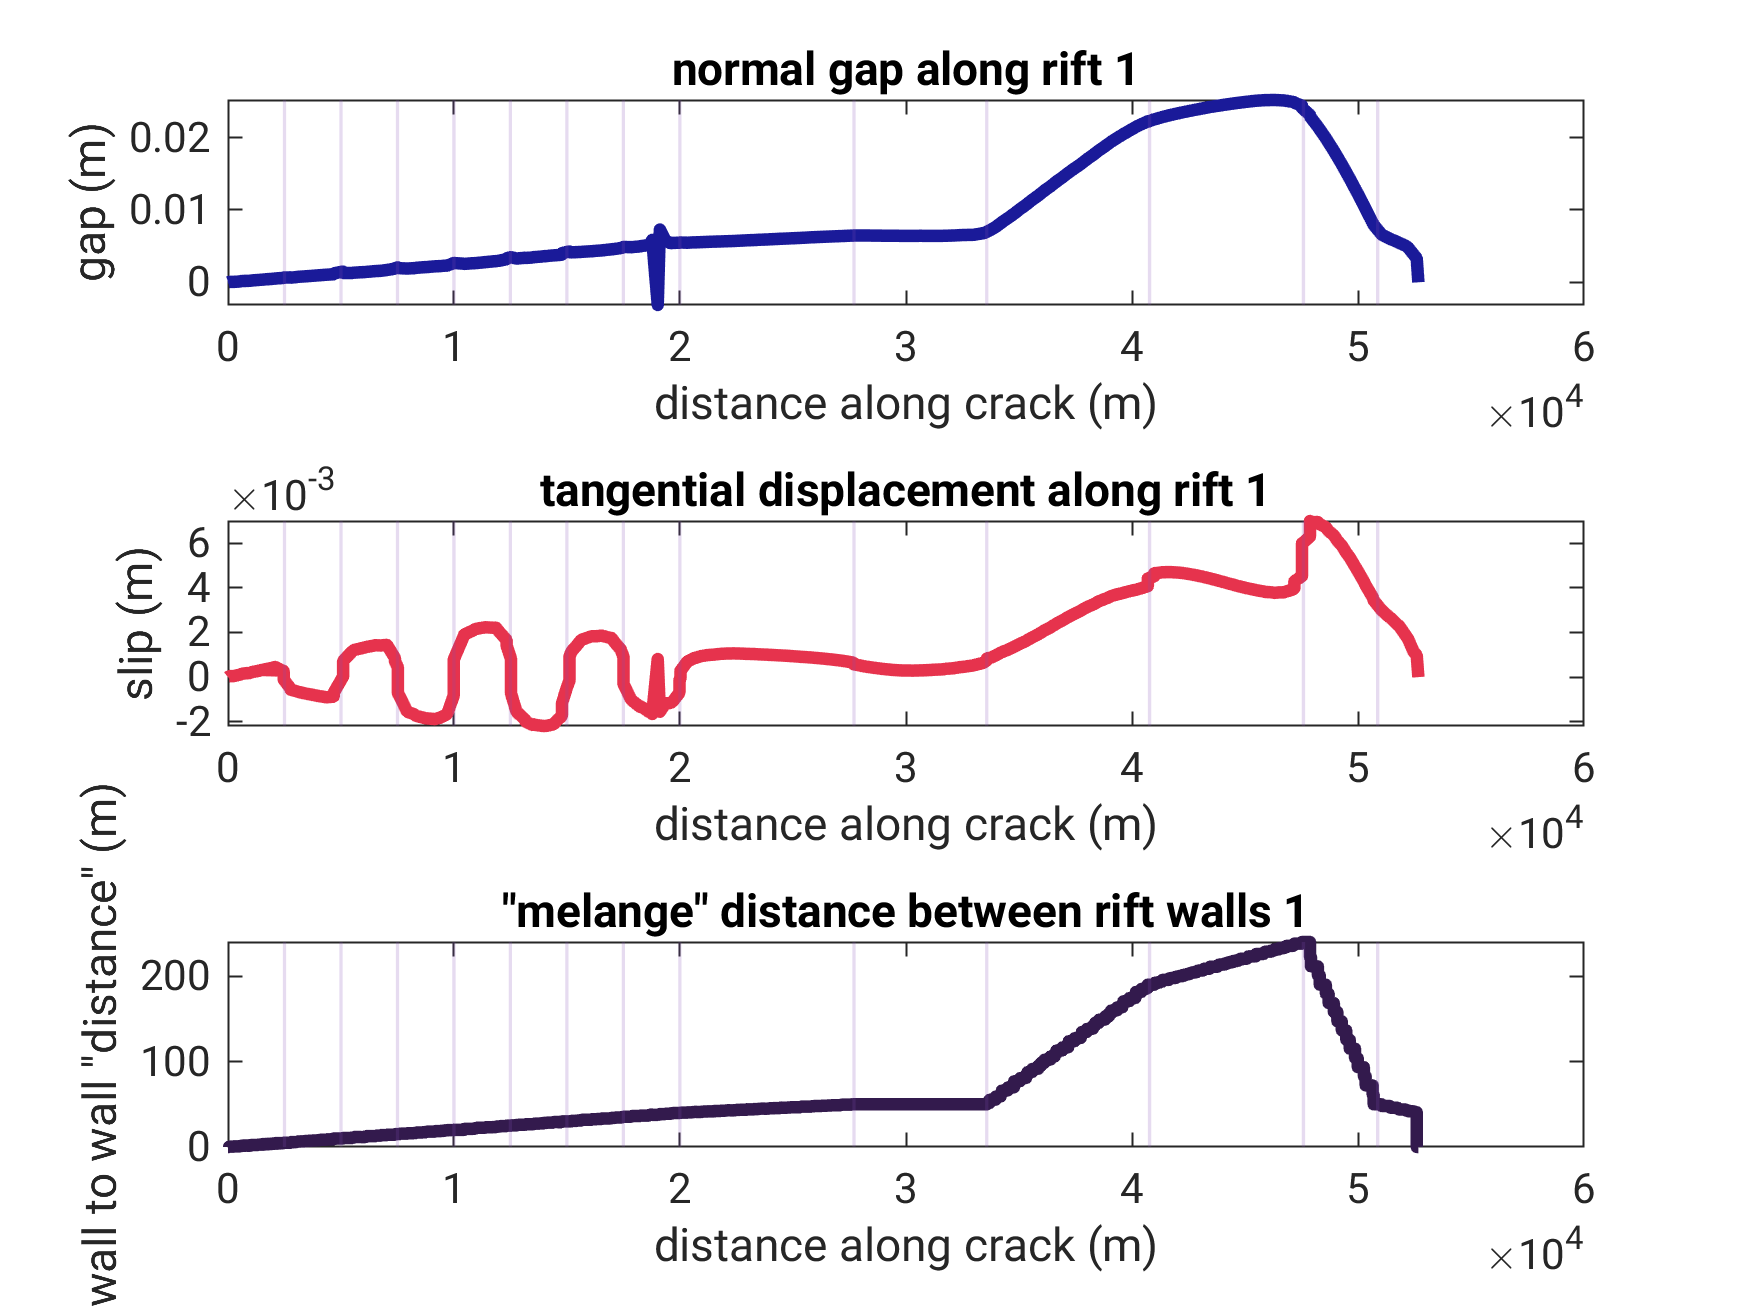 normal gap along rift 1
gap (m)
0.02
0.01
0
0 1 2 3 4 5 6
distance along crack (m)
×10^4
tangential displacement along rift 1
×10^-3
slip (m)
6
4
2
0
-2
0 1 2 3 4 5 6
distance along crack (m)
×10^4
"melange" distance between rift walls 1
wall to wall "distance" (m)
200
100
0
0 1 2 3 4 5 6
distance along crack (m)
×10^4